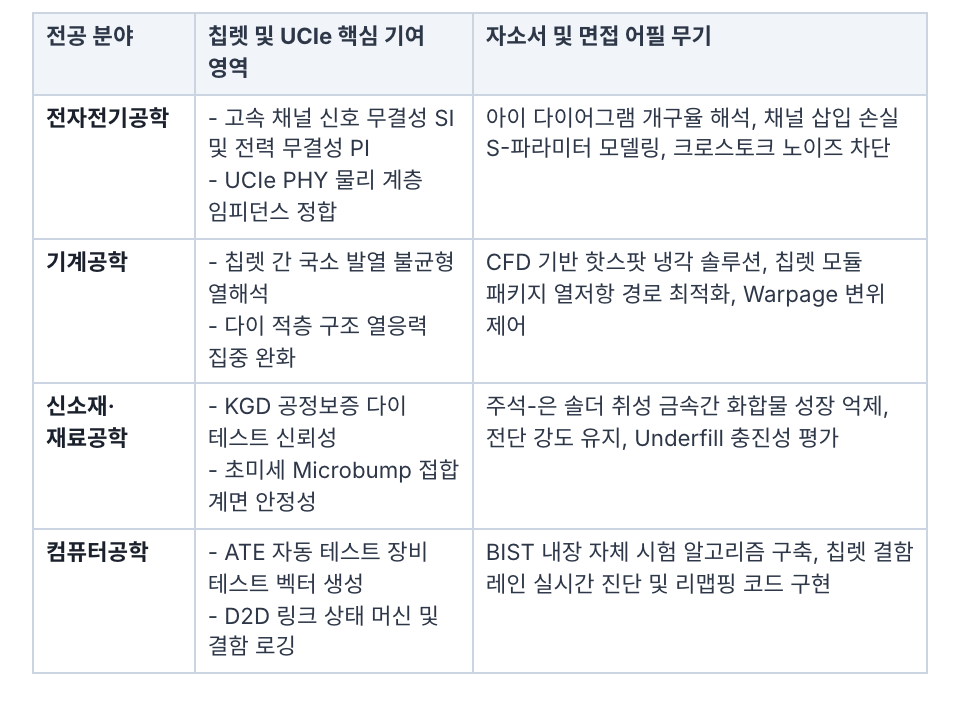 전공 분야
칩렛 및 UCIe 핵심 기여
영역
자소서 및 면접 어필 무기
전자전기공학
- 고속 채널 신호 무결성 SI
및 전력 무결성 PI
- UCIe PHY 물리 계층
임피던스 정합
아이 다이어그램 개구율 해석, 채널 삽입 손실
S-파라미터 모델링, 크로스토크 노이즈 차단
기계공학
- 칩렛 간 국소 발열 불균형
열해석
- 다이 적층 구조 열응력
집중 완화
CFD 기반 핫스팟 냉각 솔루션, 칩렛 모듈
패키지 열저항 경로 최적화, Warpage 변위
제어
신소재·
재료공학
- KGD 공정보증 다이
테스트 신뢰성
- 초미세 Microbump 접합
계면 안정성
주석-은 솔더 취성 금속간 화합물 성장 억제,
전단 강도 유지, Underfill 충진성 평가
컴퓨터공학
- ATE 자동 테스트 장비
테스트 벡터 생성
- D2D 링크 상태 머신 및
결함 로깅
BIST 내장 자체 시험 알고리즘 구축, 칩렛 결함
레인 실시간 진단 및 리맵핑 코드 구현